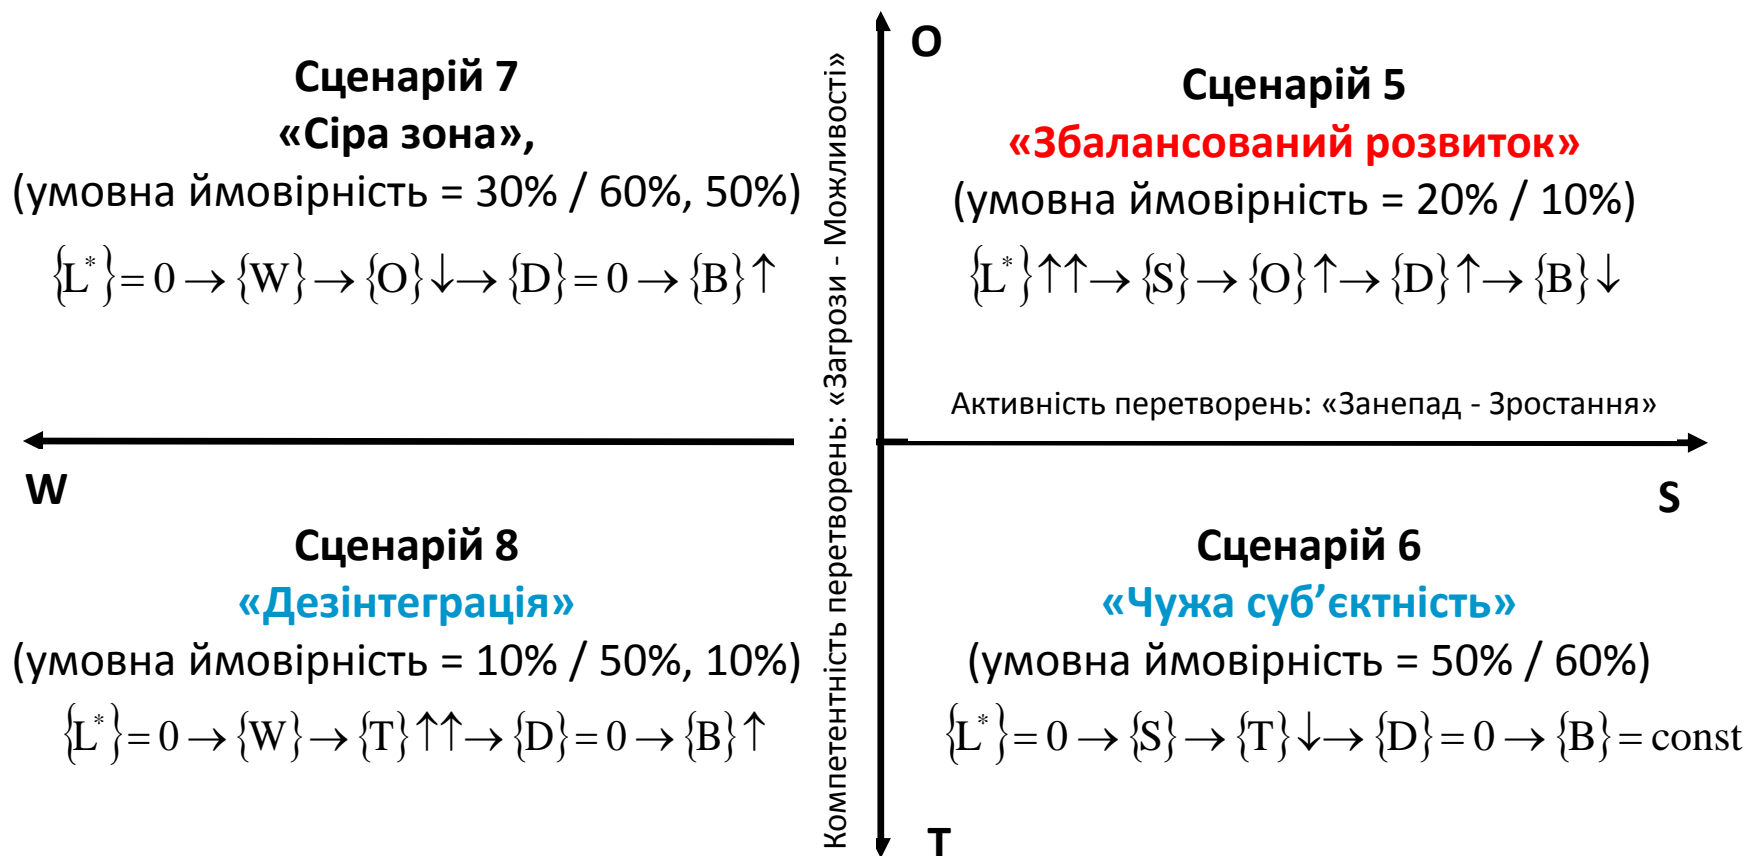 O
Сценарій 7
«Сіра зона»,
(умовна ймовірність = 30% / 60%, 50%)
{L*} = 0 → {W} → {O} ↓ → {D} = 0 → {B} ↑
Сценарій 5
«Збалансований розвиток»
(умовна ймовірність = 20% / 10%)
{L*} ↑↑ → {S} → {O} ↑ → {D} ↑ → {B} ↓
Компетентність перетворень: «Загрози - Можливості»
Активність перетворень: «Занепад - Зростання»
W
S
Сценарій 8
«Дезінтеграція»
(умовна ймовірність = 10% / 50%, 10%)
{L*} = 0 → {W} → {T} ↑↑ → {D} = 0 → {B} ↑
Сценарій 6
«Чужа суб’єктність»
(умовна ймовірність = 50% / 60%)
{L*} = 0 → {S} → {T} ↓ → {D} = 0 → {B} = const
T